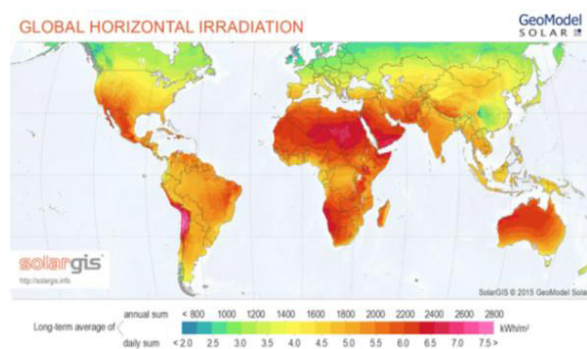 GLOBAL HORIZONTAL IRRADIATION
GeoModel
SOLAR
solargis
http://solargis.info
SolarGIS © 2015 GeoModel Solar
Long-term average of
annual sum < 800 1000 1200 1400 1600 1800 2000 2200 2400 2600 2800
daily sum < 2.0 2.5 3.0 3.5 4.0 4.5 5.0 5.5 6.0 6.5 7.0 7.5 >
kWh/m²